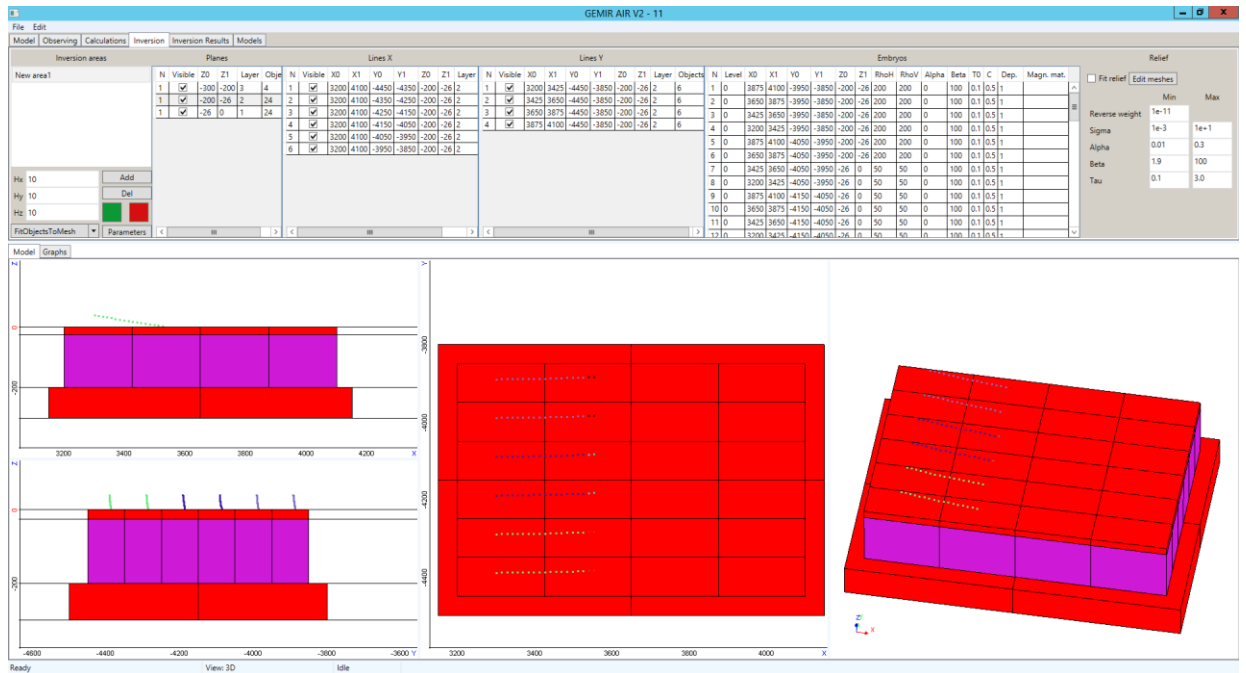 GEMIR AIR V2 - 11
File Edit
Model Observing Calculations Inversion Inversion Results Models
Inversion areas Planes Lines X Lines Y Embryos Relief
New area1
Hx 10 Add
Hy 10 Del
Hz 10
FitObjectsToMesh Parameters
N Visible Z0 Z1 Layer Obje
1 -300 -200 3 4
1 -200 -26 2 24
1 -26 0 1 24
N Visible X0 X1 Y0 Y1 Z0 Z1 Layer
1 3200 4100 -4450 -4350 -200 -26 2
2 3200 4100 -4350 -4250 -200 -26 2
3 3200 4100 -4250 -4150 -200 -26 2
4 3200 4100 -4150 -4050 -200 -26 2
5 3200 4100 -4050 -3950 -200 -26 2
6 3200 4100 -3950 -3850 -200 -26 2
N Visible X0 X1 Y0 Y1 Z0 Z1 Layer Objects
1 3200 3425 -4450 -3850 -200 -26 2 6
2 3425 3650 -4450 -3850 -200 -26 2 6
3 3650 3875 -4450 -3850 -200 -26 2 6
4 3875 4100 -4450 -3850 -200 -26 2 6
N Level X0 X1 Y0 Y1 Z0 Z1 RhoH RhoV Alpha Beta T0 C Dep. Magn. mat.
1 0 3875 4100 -3950 -3850 -200 -26 200 200 0 100 0.1 0.5 1
2 0 3650 3875 -3950 -3850 -200 -26 200 200 0 100 0.1 0.5 1
3 0 3425 3650 -3950 -3850 -200 -26 200 200 0 100 0.1 0.5 1
4 0 3200 3425 -3950 -3850 -200 -26 200 200 0 100 0.1 0.5 1
5 0 3875 4100 -4050 -3950 -200 -26 200 200 0 100 0.1 0.5 1
6 0 3650 3875 -4050 -3950 -200 -26 200 200 0 100 0.1 0.5 1
7 0 3425 3650 -4050 -3950 -26 0 50 50 0 100 0.1 0.5 1
8 0 3200 3425 -4050 -3950 -26 0 50 50 0 100 0.1 0.5 1
9 0 3875 4100 -4150 -4050 -26 0 50 50 0 100 0.1 0.5 1
10 0 3650 3875 -4150 -4050 -26 0 50 50 0 100 0.1 0.5 1
11 0 3425 3650 -4150 -4050 -26 0 50 50 0 100 0.1 0.5 1
12 0 3200 3425 -4150 -4050 -26 0 50 50 0 100 0.1 0.5 1
Fit relief Edit meshes
Min Max
Reverse weight 1e-11
Sigma 1e-3 1e+1
Alpha 0.01 0.3
Beta 1.9 100
Tau 0.1 3.0
Model Graphs
Z
0
-200
3200 3400 3600 3800 4000 4200 X
Z
0
-200
-4600 -4400 -4200 -4000 -3800 -3600 Y
Y
-3800
-4000
-4200
-4400
3200 3400 3600 3800 4000 X
Z
X
Ready View: 3D Idle